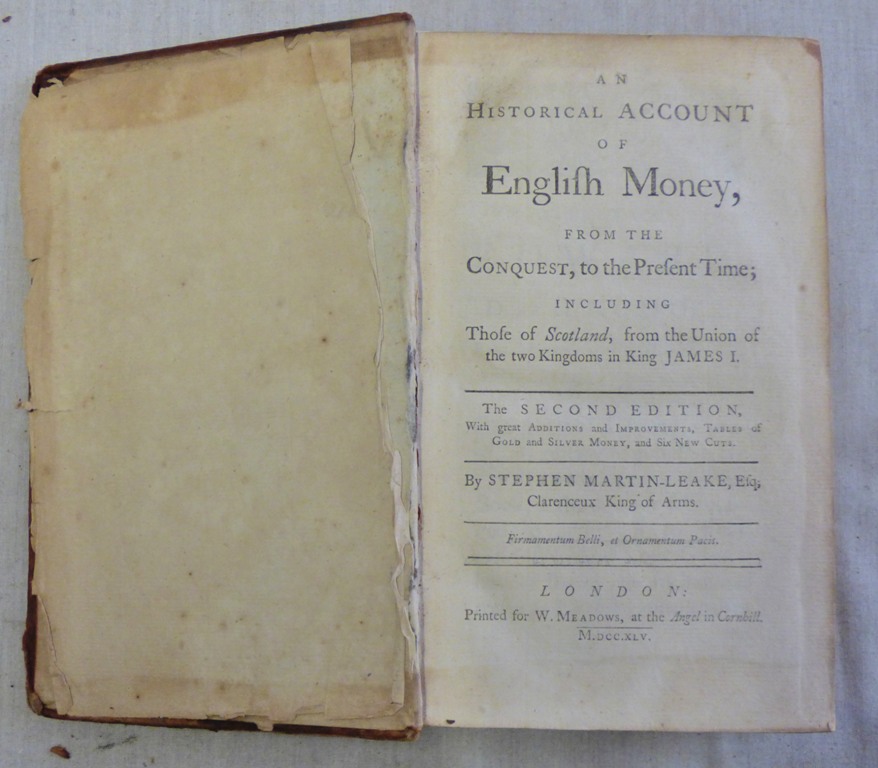 AN
HISTORICAL ACCOUNT
OF
Engliſh Money,
FROM THE
CONQUEST, to the Preſent Time;
INCLUDING
Thoſe of Scotland, from the Union of
the two Kingdoms in King JAMES I.
The SECOND EDITION,
With great ADDITIONS and IMPROVEMENTS, TABLES of
GOLD and SILVER MONEY, and SIX NEW CUTS.
By STEPHEN MARTIN-LEAKE, Eſq;
Clarenceux King of Arms.
Firmamentum Belli, et Ornamentum Pacis.
LONDON:
Printed for W. MEADOWS, at the Angel in Cornhill.
M.DCC.XLV.